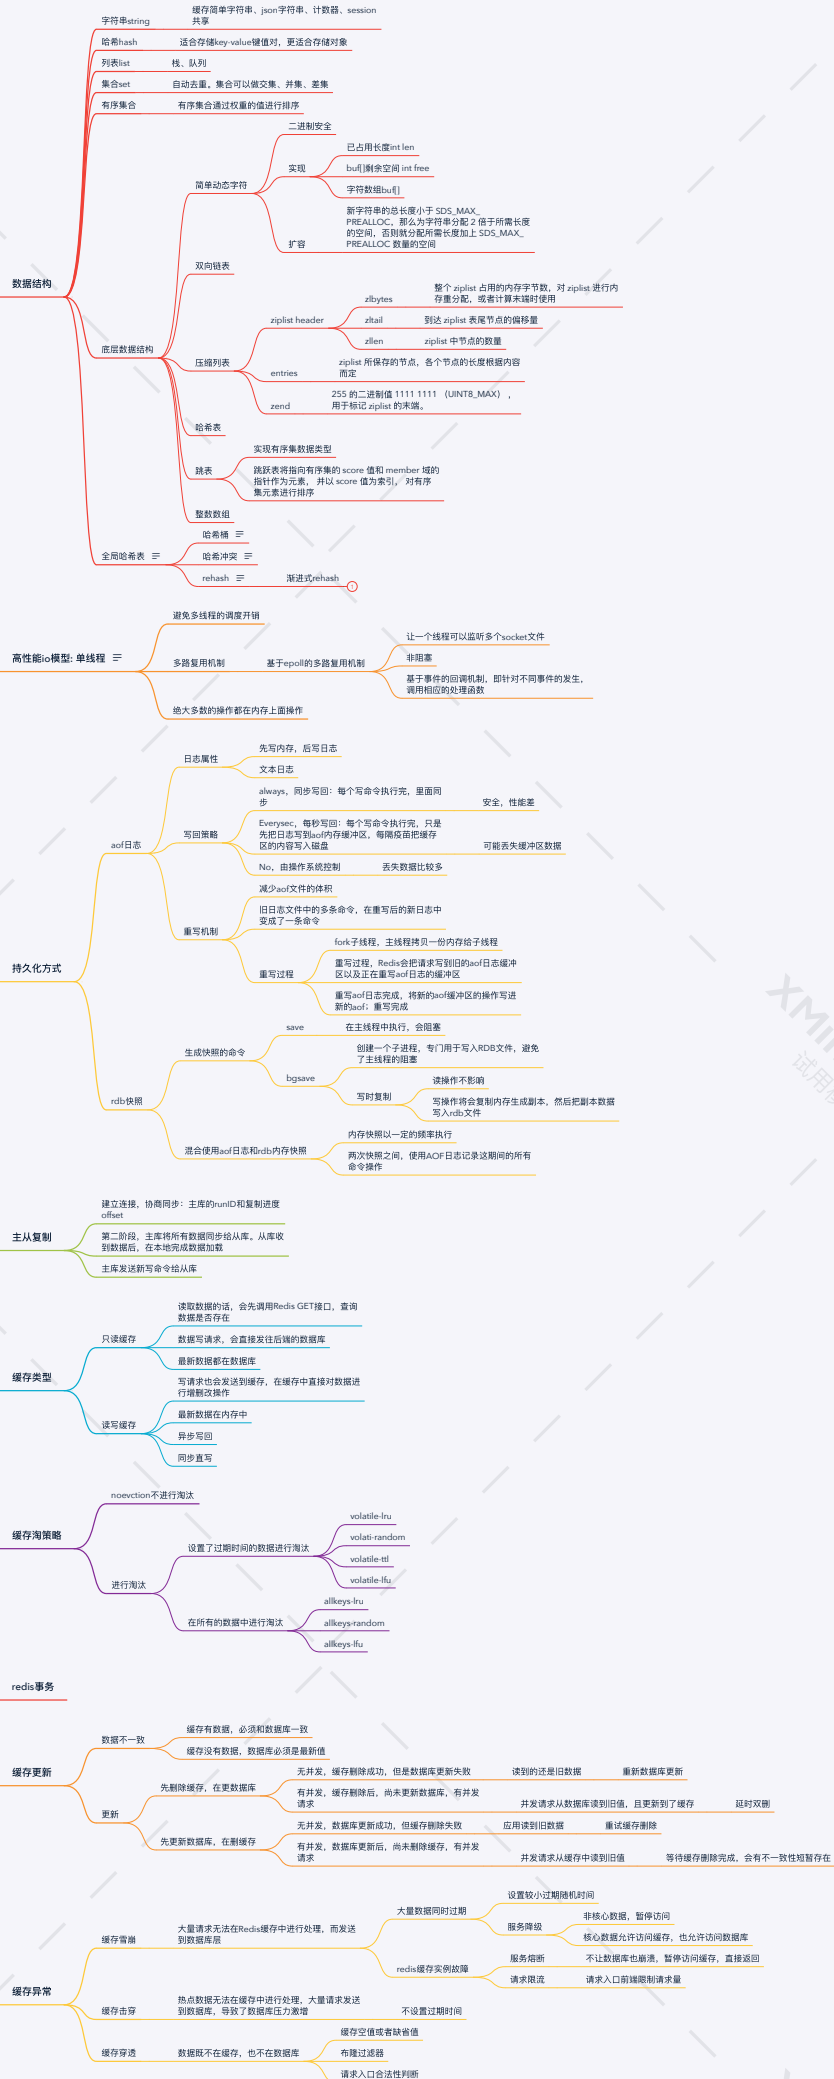 字符串string
缓存简单字符串、json字符串、计数器、session
共享
哈希hash
适合存储key-value键值对，更适合存储对象
列表list
栈、队列
集合set
自动去重。集合可以做交集、并集、差集
有序集合
有序集合通过权重的值进行排序
数据结构
底层数据结构
简单动态字符
二进制安全
实现
已占用长度int len
buf[]剩余空间 int free
字符数组buf[]
扩容
新字符串的总长度小于 SDS_MAX_
PREALLOC，那么为字符串分配 2 倍于所需长度
的空间，否则就分配所需长度加上 SDS_MAX_
PREALLOC 数量的空间
双向链表
压缩列表
ziplist header
zlbytes
整个 ziplist 占用的内存字节数，对 ziplist 进行内
存重分配，或者计算末端时使用
zltail
到达 ziplist 表尾节点的偏移量
zllen
ziplist 中节点的数量
entries
ziplist 所保存的节点，各个节点的长度根据内容
而定
zend
255 的二进制值 1111 1111 （UINT8_MAX） ，
用于标记 ziplist 的末端。
哈希表
跳表
实现有序集数据类型
跳跃表将指向有序集的 score 值和 member 域的
指针作为元素， 并以 score 值为索引， 对有序
集元素进行排序
整数数组
全局哈希表
哈希桶
哈希冲突
rehash
渐进式rehash
1
高性能io模型: 单线程
避免多线程的调度开销
多路复用机制
基于epoll的多路复用机制
让一个线程可以监听多个socket文件
非阻塞
基于事件的回调机制，即针对不同事件的发生，
调用相应的处理函数
绝大多数的操作都在内存上面操作
持久化方式
aof日志
日志属性
先写内存，后写日志
文本日志
写回策略
always，同步写回：每个写命令执行完，里面同
步
安全，性能差
Everysec，每秒写回：每个写命令执行完，只是
先把日志写到aof内存缓冲区，每隔疫苗把缓存
区的内容写入磁盘
可能丢失缓冲区数据
No，由操作系统控制
丢失数据比较多
重写机制
减少aof文件的体积
旧日志文件中的多条命令，在重写后的新日志中
变成了一条命令
重写过程
fork子线程，主线程拷贝一份内存给子线程
重写过程，Redis会把请求写到旧的aof日志缓冲
区以及正在重写aof日志的缓冲区
重写aof日志完成，将新的aof缓冲区的操作写进
新的aof；重写完成
rdb快照
生成快照的命令
save
在主线程中执行，会阻塞
bgsave
创建一个子进程，专门用于写入RDB文件，避免
了主线程的阻塞
写时复制
读操作不影响
写操作将会复制内存生成副本，然后把副本数据
写入rdb文件
混合使用aof日志和rdb内存快照
内存快照以一定的频率执行
两次快照之间，使用AOF日志记录这期间的所有
命令操作
主从复制
建立连接，协商同步：主库的runID和复制进度
offset
第二阶段，主库将所有数据同步给从库。从库收
到数据后，在本地完成数据加载
主库发送新写命令给从库
缓存类型
只读缓存
读取数据的话，会先调用Redis GET接口，查询
数据是否存在
数据写请求，会直接发往后端的数据库
最新数据都在数据库
读写缓存
写请求也会发送到缓存，在缓存中直接对数据进
行增删改操作
最新数据在内存中
异步写回
同步直写
缓存淘策略
noevction不进行淘汰
进行淘汰
设置了过期时间的数据进行淘汰
volatile-lru
volati-random
volatile-ttl
volatile-lfu
在所有的数据中进行淘汰
allkeys-lru
allkeys-random
allkeys-lfu
redis事务
缓存更新
数据不一致
缓存有数据，必须和数据库一致
缓存没有数据，数据库必须是最新值
更新
先删除缓存，在更数据库
无并发，缓存删除成功，但是数据库更新失败
读到的还是旧数据
重新数据库更新
有并发，缓存删除后，尚未更新数据库，有并发
请求
并发请求从数据库读到旧值，且更新到了缓存
延时双删
先更新数据库，在删缓存
无并发，数据库更新成功，但缓存删除失败
应用读到旧数据
重试缓存删除
有并发，数据库更新后，尚未删除缓存，有并发
请求
并发请求从缓存中读到旧值
等待缓存删除完成，会有不一致性短暂存在
缓存异常
缓存雪崩
大量请求无法在Redis缓存中进行处理，而发送
到数据库层
大量数据同时过期
设置较小过期随机时间
服务降级
非核心数据，暂停访问
核心数据允许访问缓存，也允许访问数据库
redis缓存实例故障
服务熔断
不让数据库也崩溃，暂停访问缓存，直接返回
请求限流
请求入口前端限制请求量
缓存击穿
热点数据无法在缓存中进行处理，大量请求发送
到数据库，导致了数据库压力激增
不设置过期时间
缓存穿透
数据既不在缓存，也不在数据库
缓存空值或者缺省值
布隆过滤器
请求入口合法性判断